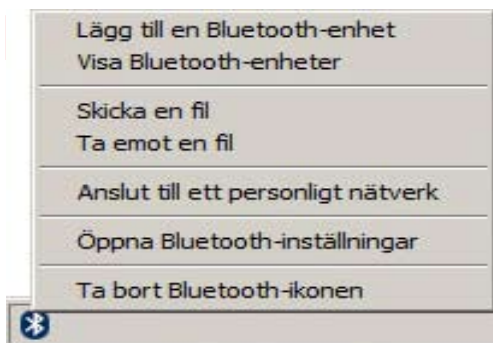 Lägg till en Bluetooth-enhet
Visa Bluetooth-enheter
Skicka en fil
Ta emot en fil
Anslut till ett personligt nätverk
Öppna Bluetooth-inställningar
Ta bort Bluetooth-ikonen